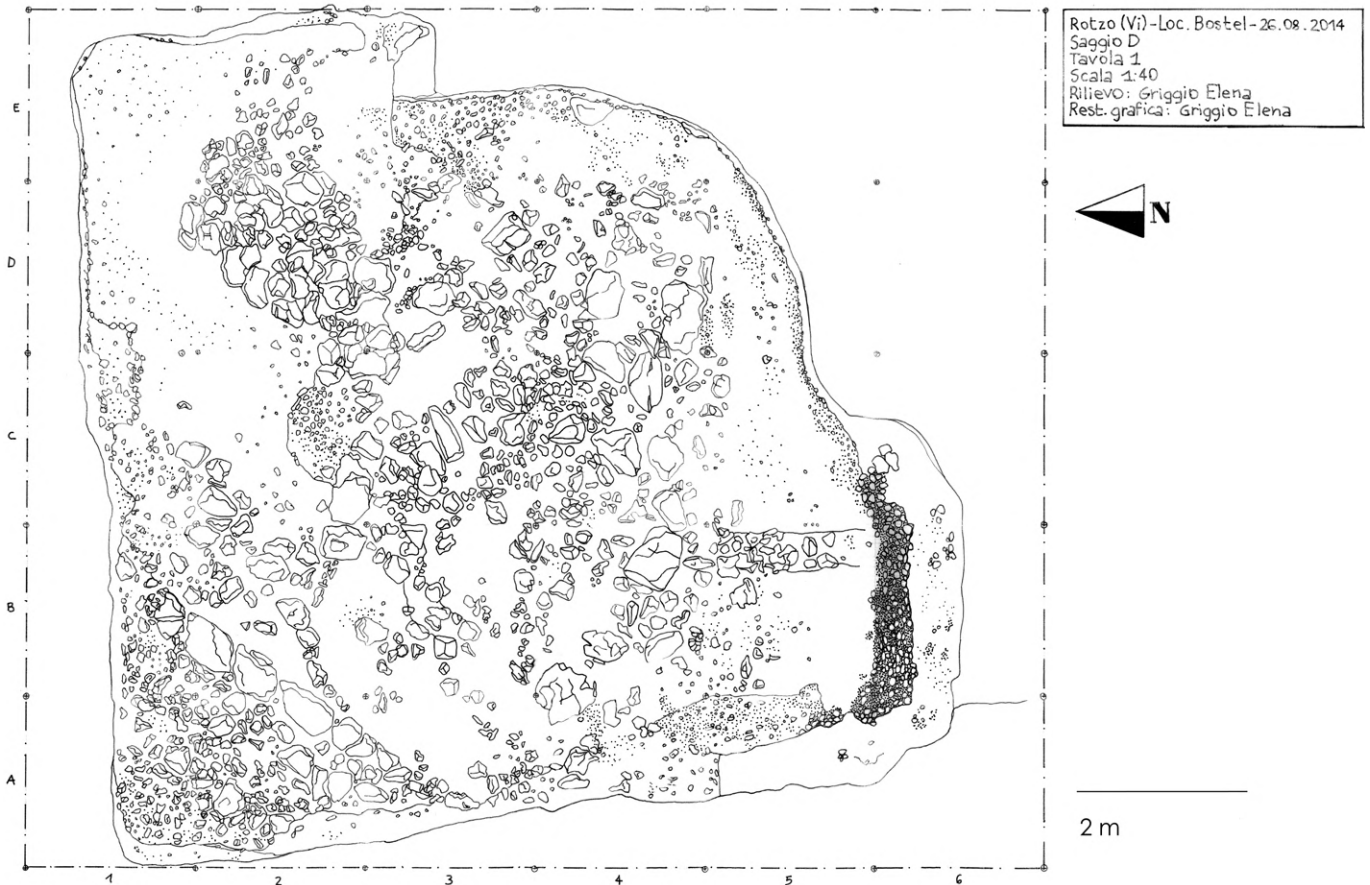 Rotzo (Vi)-Loc. Bostel-26.08.2014
Saggio D
Tavola 1
Scala 1:40
Rilievo: Griggio Elena
Rest. grafica: Griggio Elena
N
E
D
C
B
A
1 2 3 4 5 6
2 m